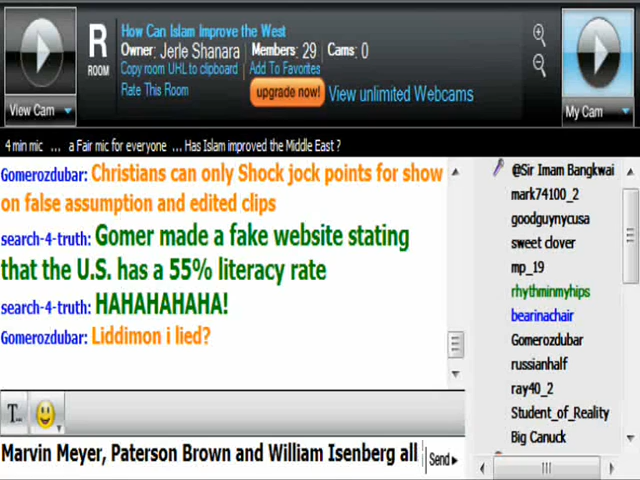 How Can Islam Improve the West
R
ROOM
Owner: Jerle Shanara Members: 29 Cams: 0
Copy room UHL to clipboard Add To Favorites
Rate This Room
upgrade now! View unlimited Webcams
View Cam
My Cam
4 min mic ... a Fair mic for everyone ... Has Islam improved the Middle East ?
Gomerozdubar: Christians can only Shock jock points for show
on false assumption and edited clips
search-4-truth: Gomer made a fake website stating
that the U.S. has a 55% literacy rate
search-4-truth: HAHAHAHAHA!
Gomerozdubar: Liddimon i lied?
@Sir Imam Bangkwai
mark74100_2
goodguynycusa
sweet clover
mp_19
rhythminmyhips
bearinachair
Gomerozdubar
russianhalf
ray40_2
Student_of_Reality
Big Canuck
T...
Marvin Meyer, Paterson Brown and William Isenberg all
Send